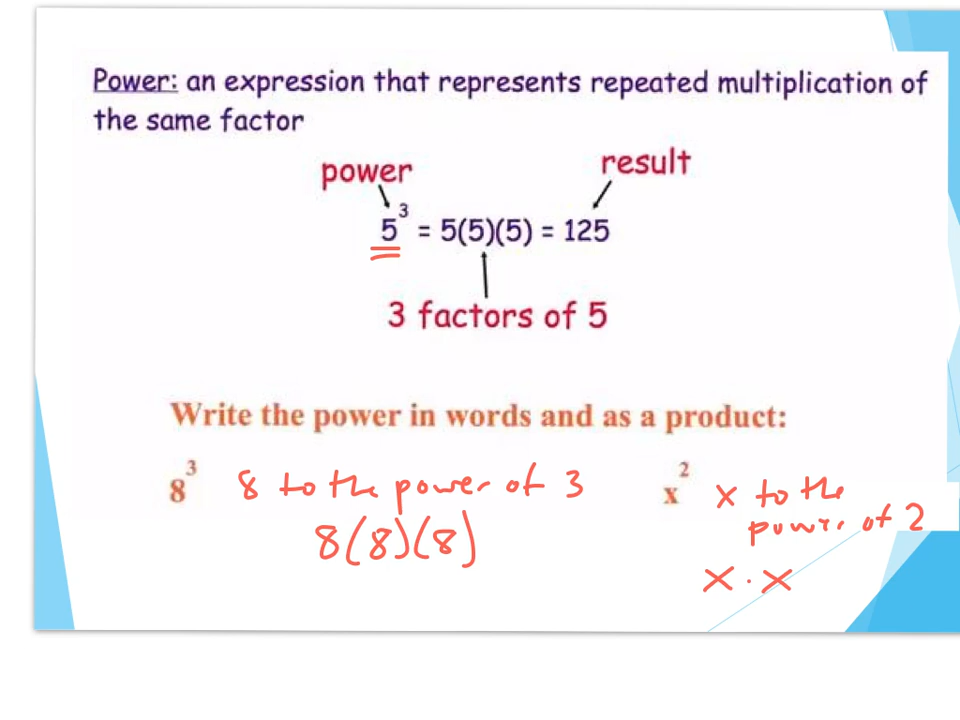 Power: an expression that represents repeated multiplication of
the same factor
power
result
5³ = 5(5)(5) = 125
3 factors of 5
Write the power in words and as a product:
8³ 8 to the power of 3
8(8)(8)
x² x to the
power of 2
x · x